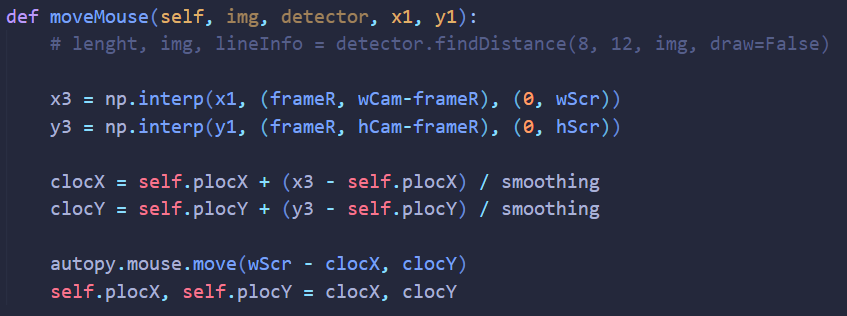 def moveMouse(self, img, detector, x1, y1):
# lenght, img, lineInfo = detector.findDistance(8, 12, img, draw=False)
x3 = np.interp(x1, (frameR, wCam-frameR), (0, wScr))
y3 = np.interp(y1, (frameR, hCam-frameR), (0, hScr))
clocX = self.plocX + (x3 - self.plocX) / smoothing
clocY = self.plocY + (y3 - self.plocY) / smoothing
autopy.mouse.move(wScr - clocX, clocY)
self.plocX, self.plocY = clocX, clocY